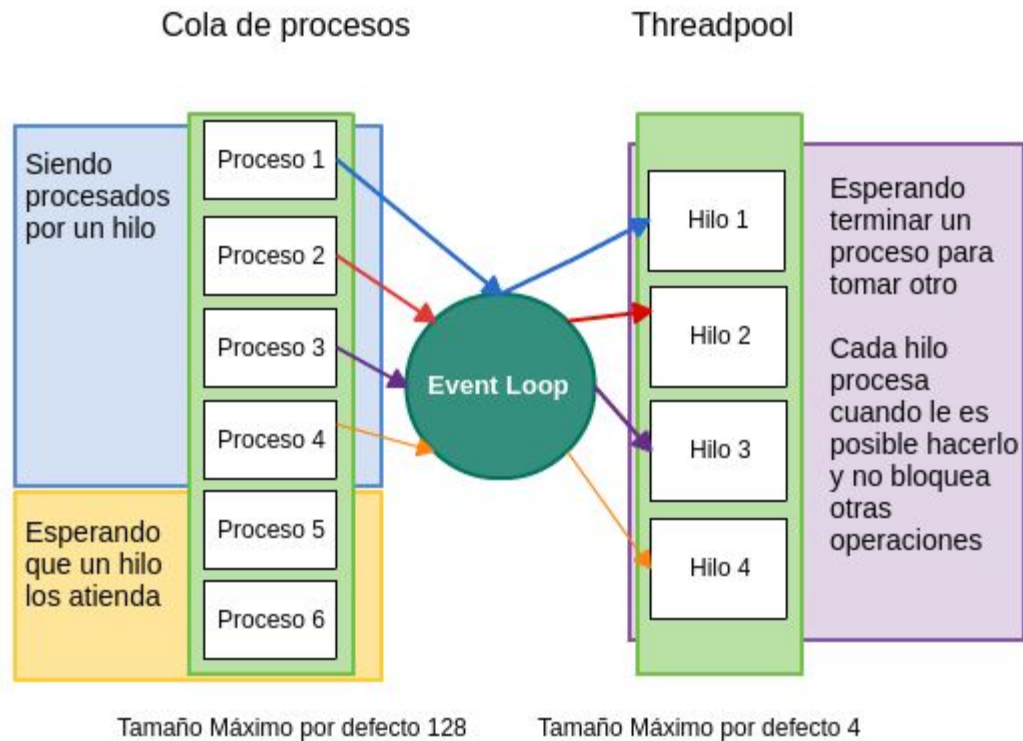 Cola de procesos
Threadpool
Siendo
procesados
por un hilo
Esperando
que un hilo
los atienda
Proceso 1
Proceso 2
Proceso 3
Proceso 4
Proceso 5
Proceso 6
Event Loop
Hilo 1
Hilo 2
Hilo 3
Hilo 4
Esperando
terminar un
proceso para
tomar otro
Cada hilo
procesa
cuando le es
posible hacerlo
y no bloquea
otras
operaciones
Tamaño Máximo por defecto 128
Tamaño Máximo por defecto 4